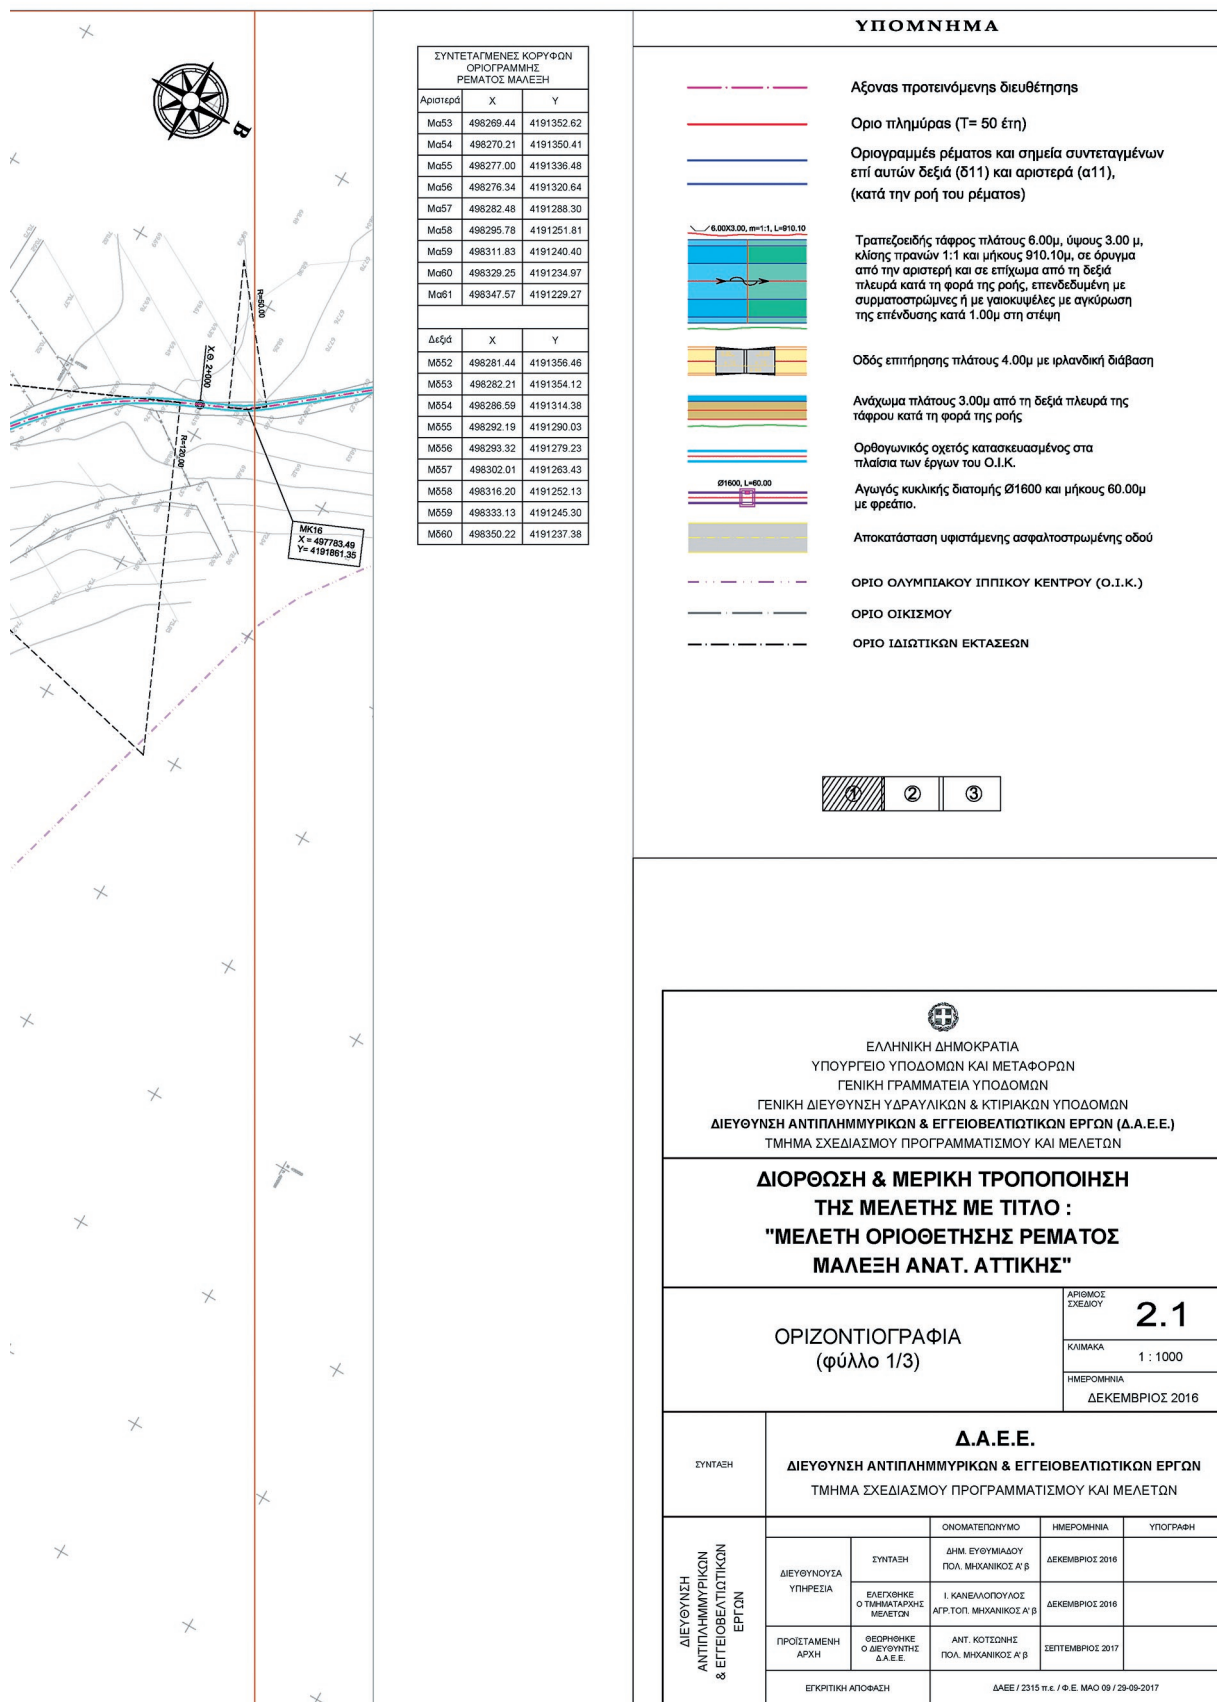 ΥΠΟΜΝΗΜΑ
ΣΥΝΤΕΤΑΓΜΕΝΕΣ ΚΟΡΥΦΩΝ
ΟΡΙΟΓΡΑΜΜΗΣ
ΡΕΜΑΤΟΣ ΜΑΛΕΞΗ
Αριστερά X Y
Μα53 498269.44 4191352.62
Μα54 498270.21 4191350.41
Μα55 498277.00 4191336.48
Μα56 498276.34 4191320.64
Μα57 498282.48 4191288.30
Μα58 498295.78 4191251.81
Μα59 498311.83 4191240.40
Μα60 498329.25 4191234.97
Μα61 498347.57 4191229.27
Δεξιά X Y
Μδ52 498281.44 4191356.46
Μδ53 498282.21 4191354.12
Μδ54 498286.59 4191314.38
Μδ55 498292.19 4191290.03
Μδ56 498293.32 4191279.23
Μδ57 498302.01 4191263.43
Μδ58 498316.20 4191252.13
Μδ59 498333.13 4191245.30
Μδ60 498350.22 4191237.38
Β
R=50.00
Χ.Θ. 2+000
R=120.00
ΜΚ16
X = 497783.49
Y= 4191861.35
Αξονας προτεινόμενης διευθέτησης
Οριο πλημύρας (Τ= 50 έτη)
Οριογραμμές ρέματος και σημεία συντεταγμένων
επί αυτών δεξιά (δ11) και αριστερά (α11),
(κατά την ροή του ρέματος)
6.00X3.00, m=1:1, L=910.10
Τραπεζοειδής τάφρος πλάτους 6.00μ, ύψους 3.00 μ,
κλίσης πρανών 1:1 και μήκους 910.10μ, σε όρυγμα
από την αριστερή και σε επίχωμα από τη δεξιά
πλευρά κατά τη φορά της ροής, επενδεδυμένη με
συρματοστρώμνες ή με γαιοκυψέλες με αγκύρωση
της επένδυσης κατά 1.00μ στη στέψη
Οδός επιτήρησης πλάτους 4.00μ με ιρλανδική διάβαση
Ανάχωμα πλάτους 3.00μ από τη δεξιά πλευρά της
τάφρου κατά τη φορά της ροής
Ορθογωνικός οχετός κατασκευασμένος στα
πλαίσια των έργων του Ο.Ι.Κ.
Ø1600, L=60.00
Αγωγός κυκλικής διατομής Ø1600 και μήκους 60.00μ
με φρεάτιο.
Αποκατάσταση υφιστάμενης ασφαλτοστρωμένης οδού
ΟΡΙΟ ΟΛΥΜΠΙΑΚΟΥ ΙΠΠΙΚΟΥ ΚΕΝΤΡΟΥ (Ο.Ι.Κ.)
ΟΡΙΟ ΟΙΚΙΣΜΟΥ
ΟΡΙΟ ΙΔΙΩΤΙΚΩΝ ΕΚΤΑΣΕΩΝ
1 2 3
ΕΛΛΗΝΙΚΗ ΔΗΜΟΚΡΑΤΙΑ
ΥΠΟΥΡΓΕΙΟ ΥΠΟΔΟΜΩΝ ΚΑΙ ΜΕΤΑΦΟΡΩΝ
ΓΕΝΙΚΗ ΓΡΑΜΜΑΤΕΙΑ ΥΠΟΔΟΜΩΝ
ΓΕΝΙΚΗ ΔΙΕΥΘΥΝΣΗ ΥΔΡΑΥΛΙΚΩΝ & ΚΤΙΡΙΑΚΩΝ ΥΠΟΔΟΜΩΝ
ΔΙΕΥΘΥΝΣΗ ΑΝΤΙΠΛΗΜΜΥΡΙΚΩΝ & ΕΓΓΕΙΟΒΕΛΤΙΩΤΙΚΩΝ ΕΡΓΩΝ (Δ.Α.Ε.Ε.)
ΤΜΗΜΑ ΣΧΕΔΙΑΣΜΟΥ ΠΡΟΓΡΑΜΜΑΤΙΣΜΟΥ ΚΑΙ ΜΕΛΕΤΩΝ
ΔΙΟΡΘΩΣΗ & ΜΕΡΙΚΗ ΤΡΟΠΟΠΟΙΗΣΗ
ΤΗΣ ΜΕΛΕΤΗΣ ΜΕ ΤΙΤΛΟ :
"ΜΕΛΕΤΗ ΟΡΙΟΘΕΤΗΣΗΣ ΡΕΜΑΤΟΣ
ΜΑΛΕΞΗ ΑΝΑΤ. ΑΤΤΙΚΗΣ"
ΟΡΙΖΟΝΤΙΟΓΡΑΦΙΑ
(φύλλο 1/3)
ΑΡΙΘΜΟΣ
ΣΧΕΔΙΟΥ
2.1
ΚΛΙΜΑΚΑ
1 : 1000
ΗΜΕΡΟΜΗΝΙΑ
ΔΕΚΕΜΒΡΙΟΣ 2016
ΣΥΝΤΑΞΗ
Δ.Α.Ε.Ε.
ΔΙΕΥΘΥΝΣΗ ΑΝΤΙΠΛΗΜΜΥΡΙΚΩΝ & ΕΓΓΕΙΟΒΕΛΤΙΩΤΙΚΩΝ ΕΡΓΩΝ
ΤΜΗΜΑ ΣΧΕΔΙΑΣΜΟΥ ΠΡΟΓΡΑΜΜΑΤΙΣΜΟΥ ΚΑΙ ΜΕΛΕΤΩΝ
ΔΙΕΥΘΥΝΣΗ
ΑΝΤΙΠΛΗΜΜΥΡΙΚΩΝ
& ΕΓΓΕΙΟΒΕΛΤΙΩΤΙΚΩΝ
ΕΡΓΩΝ
ΟΝΟΜΑΤΕΠΩΝΥΜΟ ΗΜΕΡΟΜΗΝΙΑ ΥΠΟΓΡΑΦΗ
ΔΙΕΥΘΥΝΟΥΣΑ
ΥΠΗΡΕΣΙΑ
ΣΥΝΤΑΞΗ
ΔΗΜ. ΕΥΘΥΜΙΑΔΟΥ
ΠΟΛ. ΜΗΧΑΝΙΚΟΣ Α' β
ΔΕΚΕΜΒΡΙΟΣ 2016
ΕΛΕΓΧΘΗΚΕ
Ο ΤΜΗΜΑΤΑΡΧΗΣ
ΜΕΛΕΤΩΝ
Ι. ΚΑΝΕΛΛΟΠΟΥΛΟΣ
ΑΓΡ.ΤΟΠ. ΜΗΧΑΝΙΚΟΣ Α' β
ΔΕΚΕΜΒΡΙΟΣ 2016
ΠΡΟΪΣΤΑΜΕΝΗ
ΑΡΧΗ
ΘΕΩΡΗΘΗΚΕ
Ο ΔΙΕΥΘΥΝΤΗΣ
Δ.Α.Ε.Ε.
ΑΝΤ. ΚΟΤΣΩΝΗΣ
ΠΟΛ. ΜΗΧΑΝΙΚΟΣ Α' β
ΣΕΠΤΕΜΒΡΙΟΣ 2017
ΕΓΚΡΙΤΙΚΗ ΑΠΟΦΑΣΗ ΔΑΕΕ / 2315 π.ε. / Φ.Ε. ΜΑΟ 09 / 29-09-2017